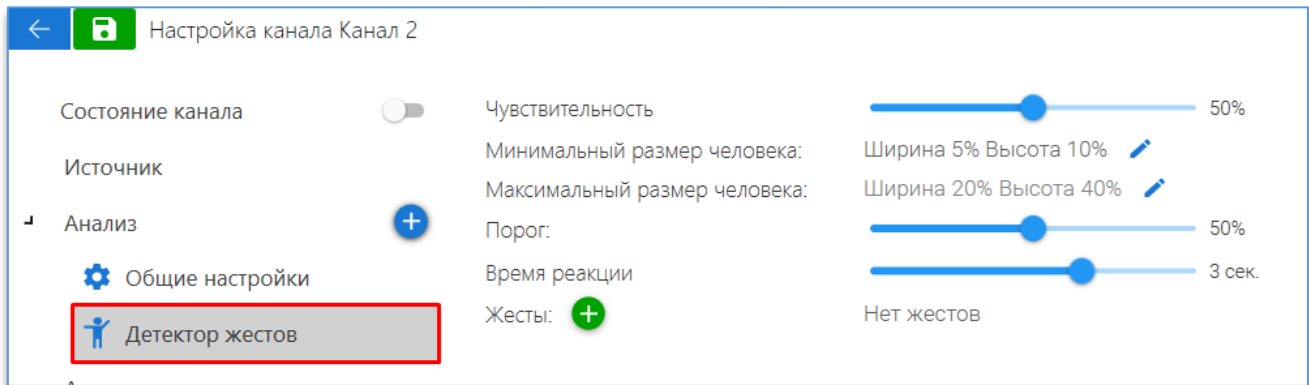 Настройка канала Канал 2
Состояние канала
Источник
Анализ
Общие настройки
Детектор жестов
Чувствительность 50%
Минимальный размер человека: Ширина 5% Высота 10%
Максимальный размер человека: Ширина 20% Высота 40%
Порог: 50%
Время реакции 3 сек.
Жесты: Нет жестов